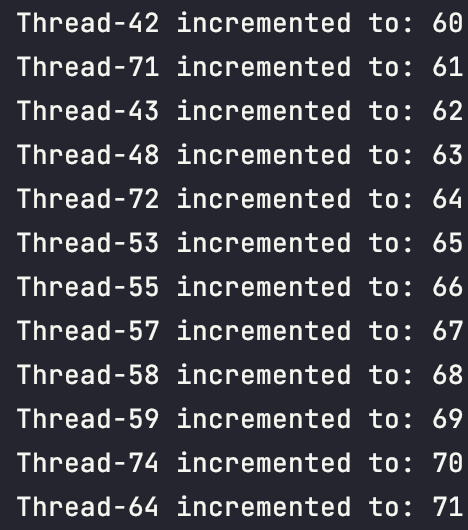 Thread-42 incremented to: 60
Thread-71 incremented to: 61
Thread-43 incremented to: 62
Thread-48 incremented to: 63
Thread-72 incremented to: 64
Thread-53 incremented to: 65
Thread-55 incremented to: 66
Thread-57 incremented to: 67
Thread-58 incremented to: 68
Thread-59 incremented to: 69
Thread-74 incremented to: 70
Thread-64 incremented to: 71